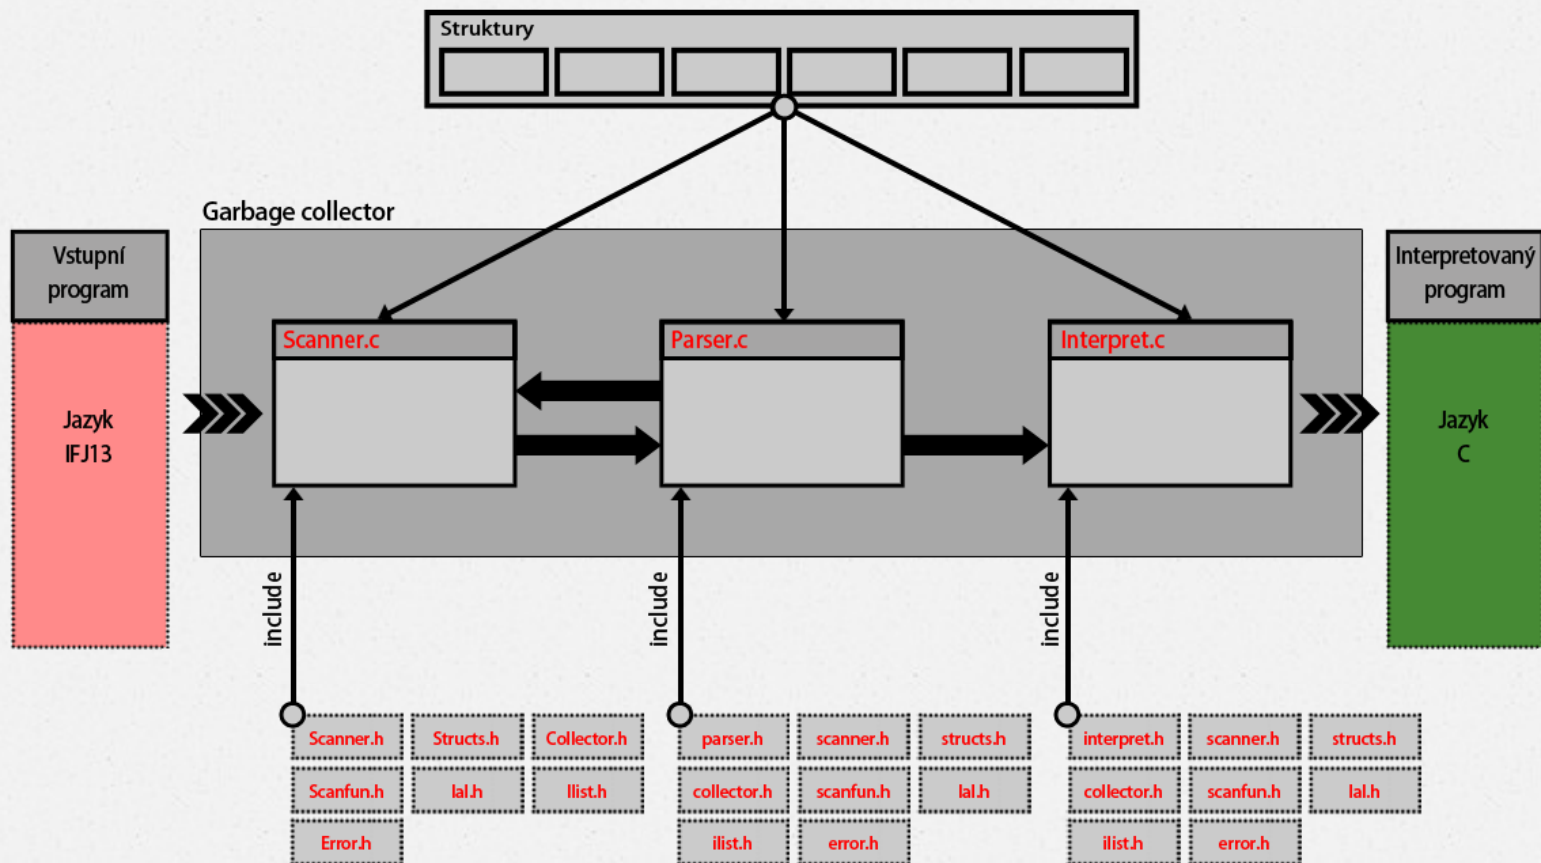 Struktury
Garbage collector
Vstupní
program
Jazyk
IFJ13
Scanner.c
Parser.c
Interpret.c
Interpretovaný
program
Jazyk
C
include
include
include
Scanner.h Structs.h Collector.h
Scanfun.h Ial.h Ilist.h
Error.h
parser.h scanner.h structs.h
collector.h scanfun.h Ial.h
ilist.h error.h
interpret.h scanner.h structs.h
collector.h scanfun.h Ial.h
ilist.h error.h